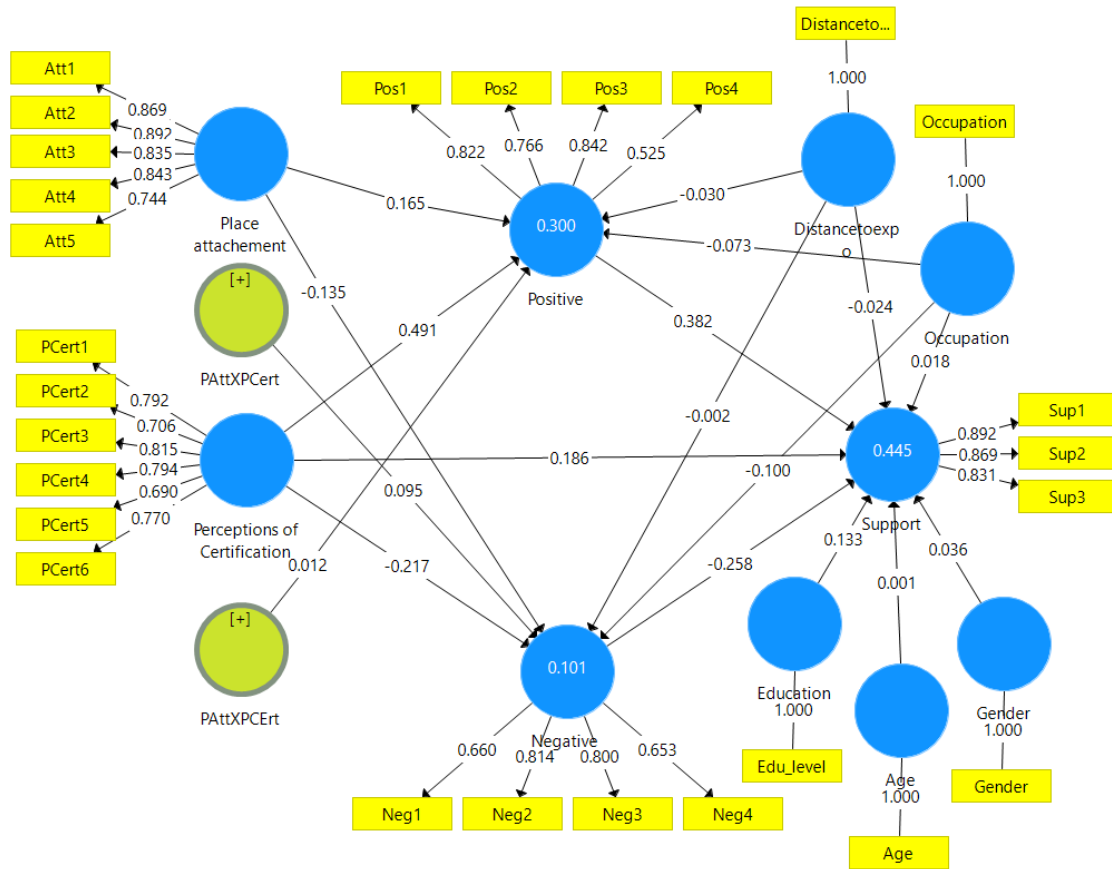 Distanceto...
1.000
Att1
Att2
Att3
Att4
Att5
0.869
0.892
0.835
0.843
0.744
Place
attachement
Pos1
Pos2
Pos3
Pos4
0.822
0.766
0.842
0.525
0.300
Positive
Occupation
1.000
Distancetoexp
o
Occupation
0.165
-0.030
-0.073
-0.135
[+]
PAttXPCert
0.491
0.382
-0.024
0.018
-0.002
-0.100
PCert1
PCert2
PCert3
PCert4
PCert5
PCert6
0.792
0.706
0.815
0.794
0.690
0.770
Perceptions of
Certification
0.186
0.095
0.012
-0.217
-0.258
0.445
Support
0.892
0.869
0.831
Sup1
Sup2
Sup3
0.133
0.001
0.036
[+]
PAttXPCErt
0.101
Negative
0.660
0.814
0.800
0.653
Neg1
Neg2
Neg3
Neg4
Education
1.000
Edu_level
Age
1.000
Age
Gender
1.000
Gender